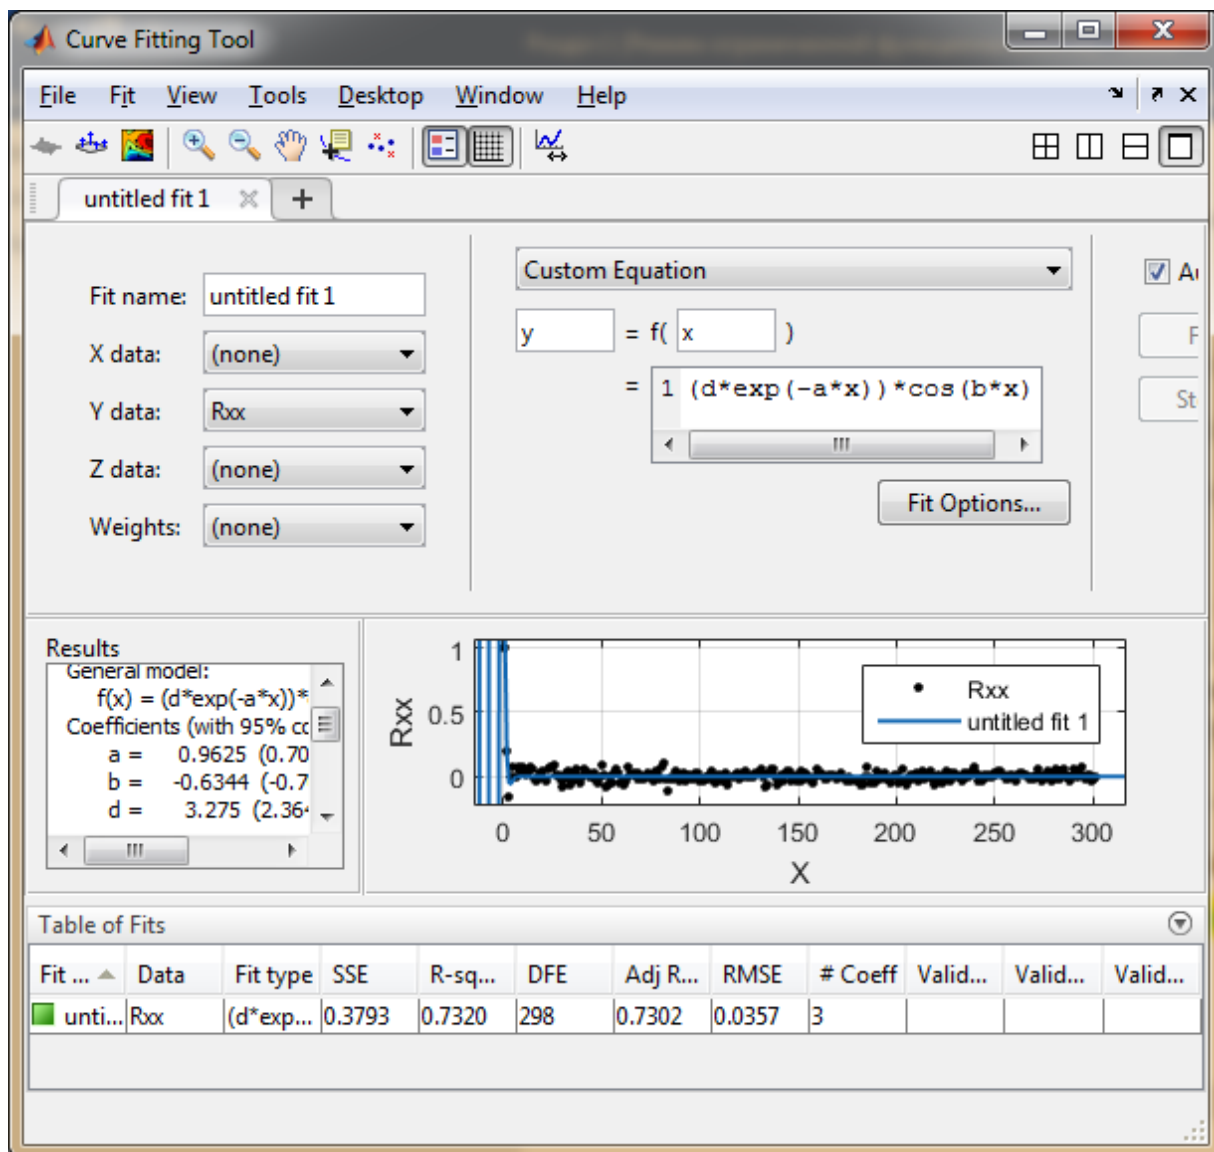 Curve Fitting Tool
File Fit View Tools Desktop Window Help
untitled fit 1
Fit name: untitled fit 1
X data: (none)
Y data: Rxx
Z data: (none)
Weights: (none)
Custom Equation
y = f( x )
= 1 (d*exp(-a*x))*cos(b*x)
Fit Options...
Results
General model:
f(x) = (d*exp(-a*x))*
Coefficients (with 95% cc
a = 0.9625 (0.70
b = -0.6344 (-0.7
d = 3.275 (2.36
Rxx
1
0.5
0
0 50 100 150 200 250 300
X
Rxx
untitled fit 1
Table of Fits
Fit ... Data Fit type SSE R-sq... DFE Adj R... RMSE # Coeff Valid... Valid... Valid...
unti... Rxx (d*exp... 0.3793 0.7320 298 0.7302 0.0357 3